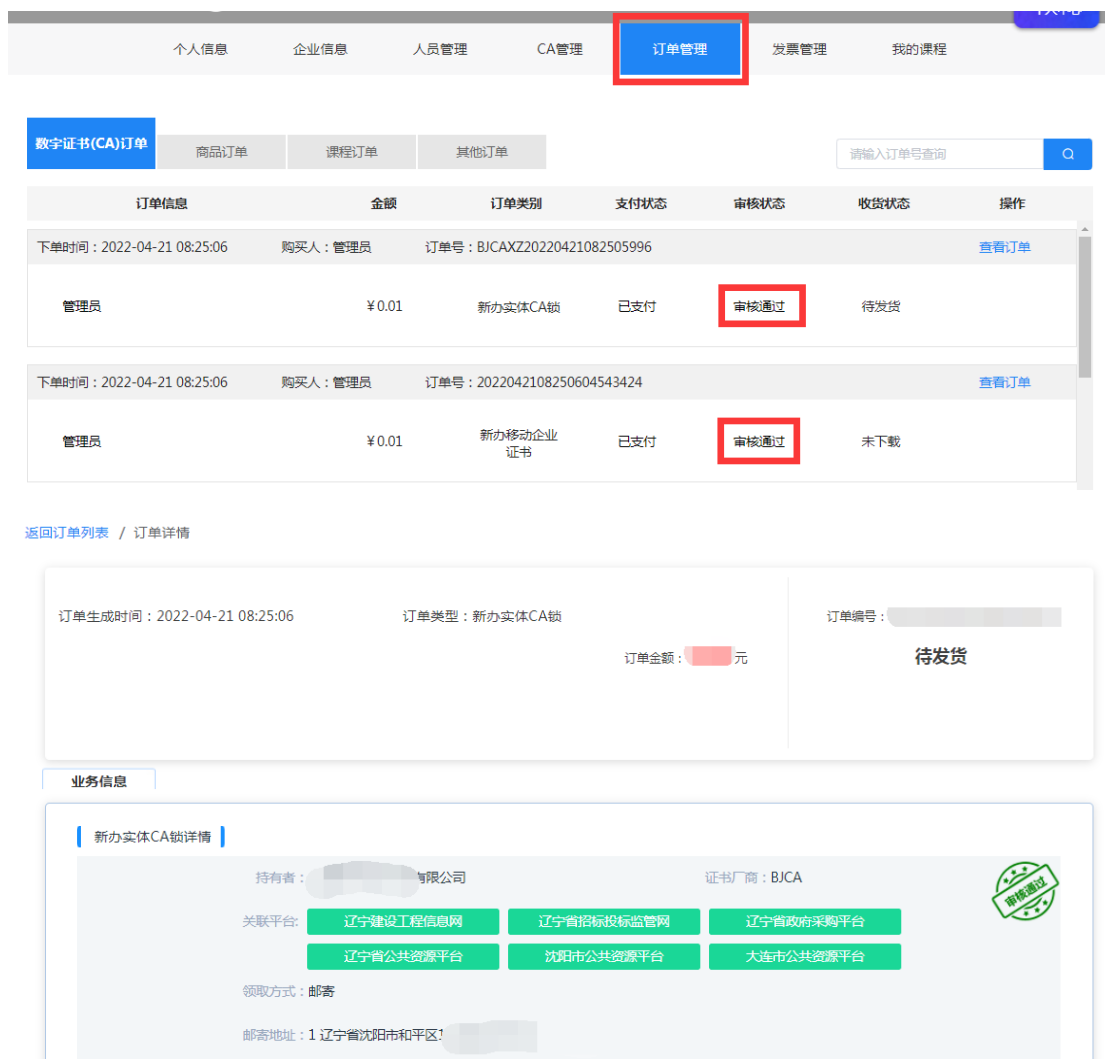 个人信息 企业信息 人员管理 CA管理 订单管理 发票管理 我的课程
数字证书(CA)订单 商品订单 课程订单 其他订单 请输入订单号查询
订单信息 金额 订单类别 支付状态 审核状态 收货状态 操作
下单时间：2022-04-21 08:25:06 购买人：管理员 订单号：BJCAXZ20220421082505996 查看订单
管理员 ¥0.01 新办实体CA锁 已支付 审核通过 待发货
下单时间：2022-04-21 08:25:06 购买人：管理员 订单号：2022042108250604543424 查看订单
管理员 ¥0.01 新办移动企业 已支付 审核通过 未下载
证书
返回订单列表 / 订单详情
订单生成时间：2022-04-21 08:25:06 订单类型：新办实体CA锁 订单编号：
订单金额： 元 待发货
业务信息
新办实体CA锁详情
持有者： 有限公司 证书厂商：BJCA
审核通过
关联平台: 辽宁建设工程信息网 辽宁省招标投标监管网 辽宁省政府采购平台
辽宁省公共资源平台 沈阳市公共资源平台 大连市公共资源平台
领取方式：邮寄
邮寄地址：1 辽宁省沈阳市和平区